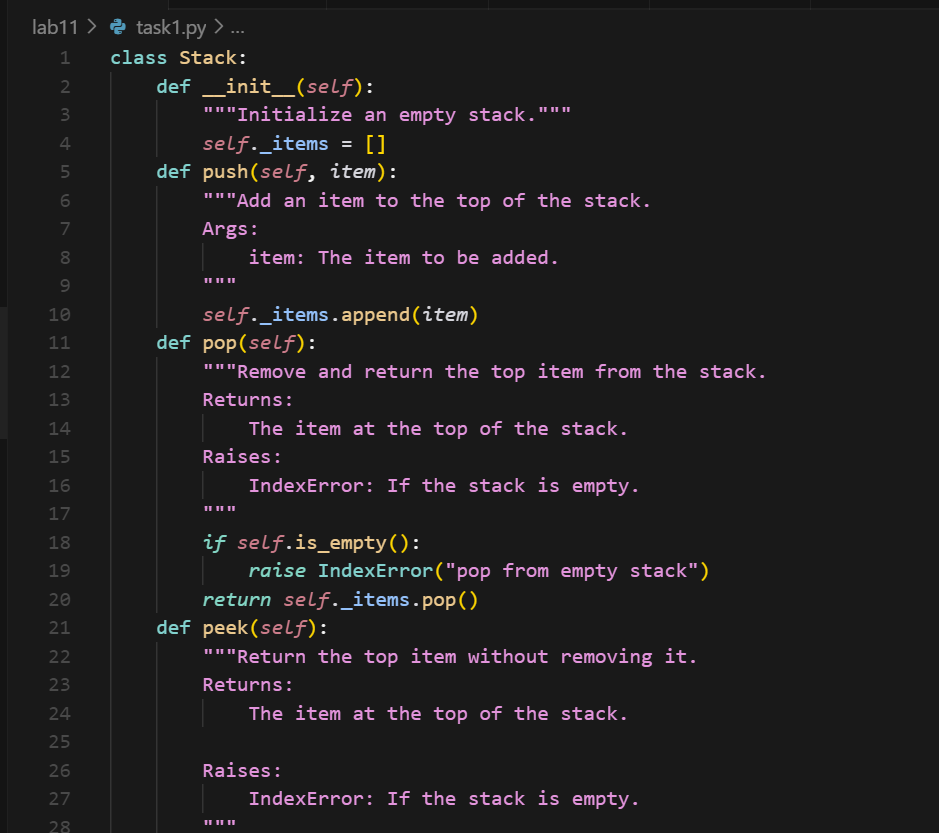 lab11 > task1.py > ...
1 class Stack:
2     def __init__(self):
3         """Initialize an empty stack."""
4         self._items = []
5     def push(self, item):
6         """Add an item to the top of the stack.
7         Args:
8             item: The item to be added.
9         """
10         self._items.append(item)
11     def pop(self):
12         """Remove and return the top item from the stack.
13         Returns:
14             The item at the top of the stack.
15         Raises:
16             IndexError: If the stack is empty.
17         """
18         if self.is_empty():
19             raise IndexError("pop from empty stack")
20         return self._items.pop()
21     def peek(self):
22         """Return the top item without removing it.
23         Returns:
24             The item at the top of the stack.
25
26         Raises:
27             IndexError: If the stack is empty.
28         """